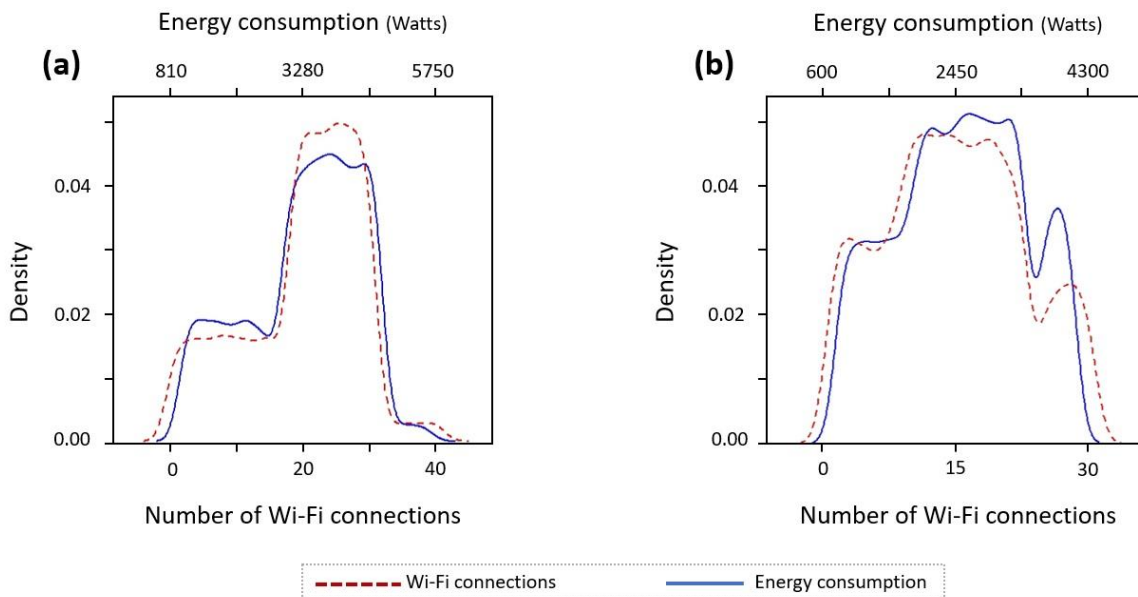 Energy consumption (Watts)
(a)
810 3280 5750
Density
0.04
0.02
0.00
0 20 40
Number of Wi-Fi connections
Energy consumption (Watts)
(b)
600 2450 4300
Density
0.04
0.02
0.00
0 15 30
Number of Wi-Fi connections
Wi-Fi connections Energy consumption